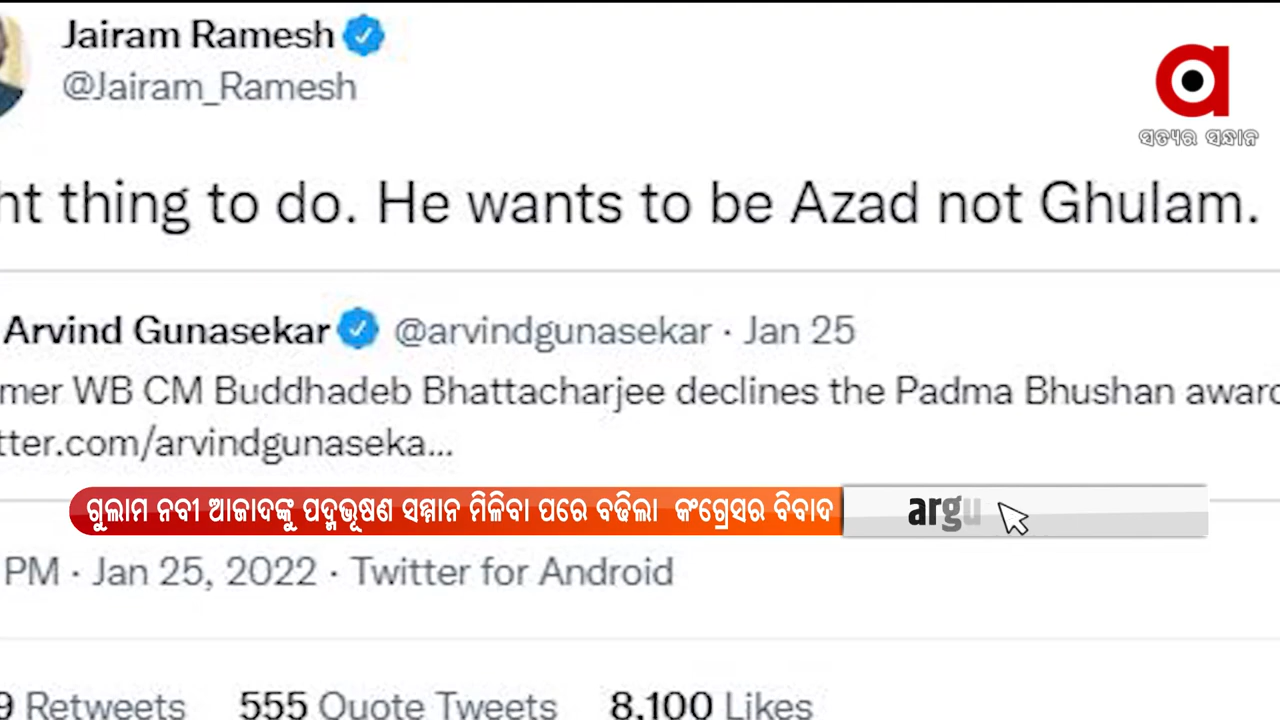 Jairam Ramesh
@Jairam_Ramesh
ସତ୍ୟର ସନ୍ଧାନ
ht thing to do. He wants to be Azad not Ghulam.
Arvind Gunasekar @arvindgunasekar · Jan 25
mer WB CM Buddhadeb Bhattacharjee declines the Padma Bhushan award
tter.com/arvindgunaseka...
ଗୁଲାମ ନବୀ ଆଜାଦଙ୍କୁ ପଦ୍ମଭୂଷଣ ସମ୍ମାନ ମିଳିବା ପରେ ବଢିଲା କଂଗ୍ରେସର ବିବାଦ
argu
PM · Jan 25, 2022 · Twitter for Android
9 Retweets 555 Quote Tweets 8,100 Likes